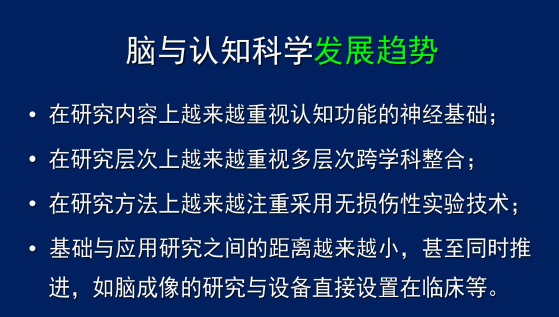 脑与认知科学发展趋势
• 在研究内容上越来越重视认知功能的神经基础；
• 在研究层次上越来越重视多层次跨学科整合；
• 在研究方法上越来越注重采用无损伤性实验技术；
• 基础与应用研究之间的距离越来越小，甚至同时推
进，如脑成像的研究与设备直接设置在临床等。